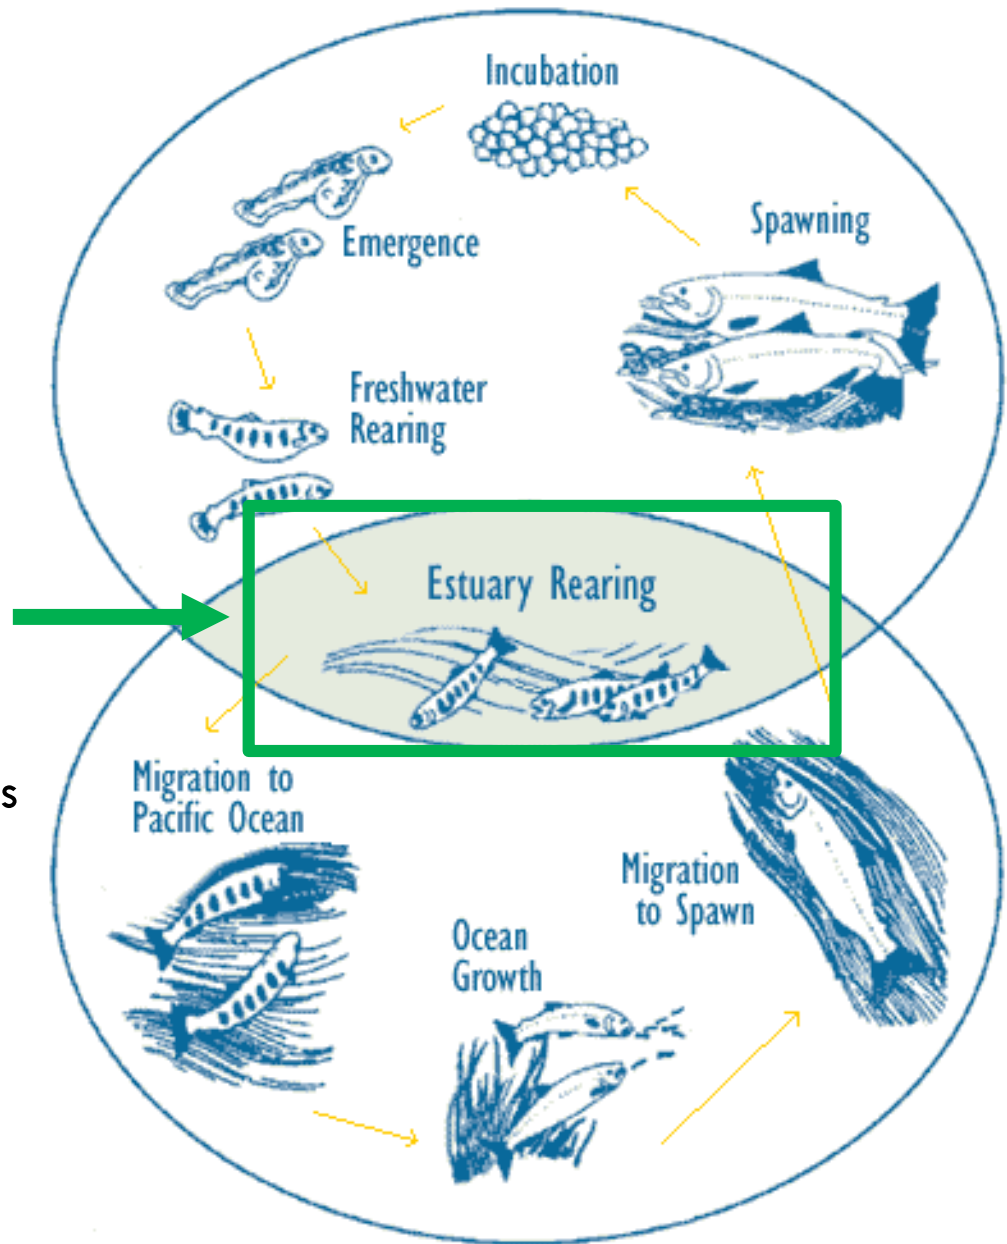 Incubation
Spawning
Emergence
Freshwater
Rearing
Estuary Rearing
s
Migration to
Pacific Ocean
Migration
to Spawn
Ocean
Growth